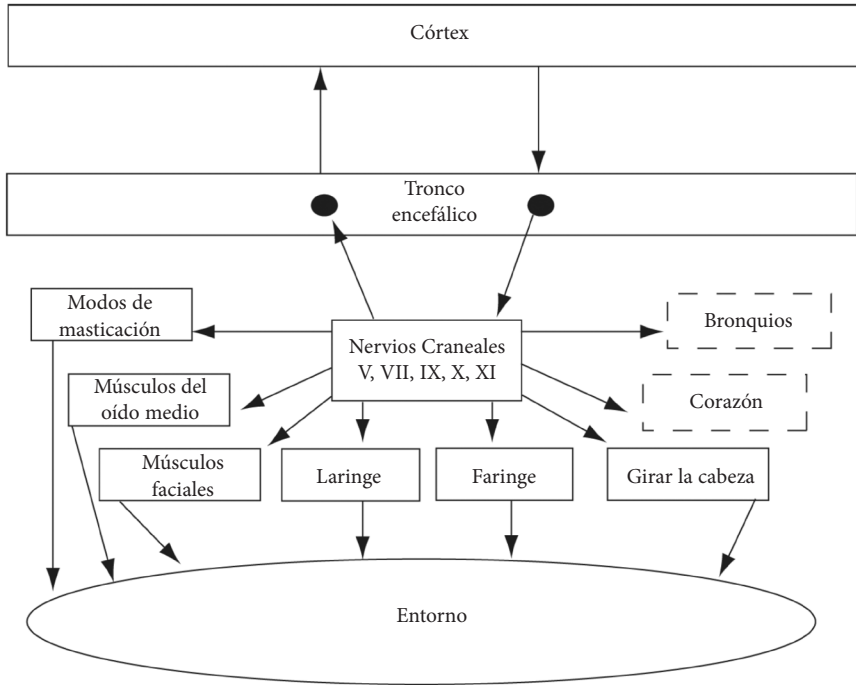 Córtex
Tronco
encefálico
Modos de
masticación
Bronquios
Nervios Craneales
V, VII, IX, X, XI
Músculos del
oído medio
Corazón
Músculos
faciales
Laringe
Faringe
Girar la cabeza
Entorno